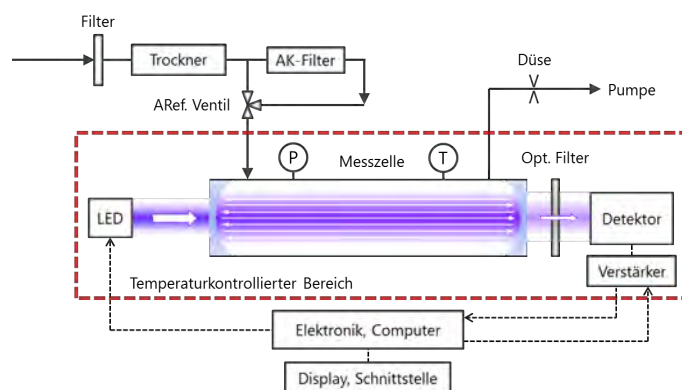 Filter
Trockner
AK-Filter
ARef. Ventil
Düse
Pumpe
P
Messzelle
T
Opt. Filter
LED
Detektor
Verstärker
Temperaturkontrollierter Bereich
Elektronik, Computer
Display, Schnittstelle